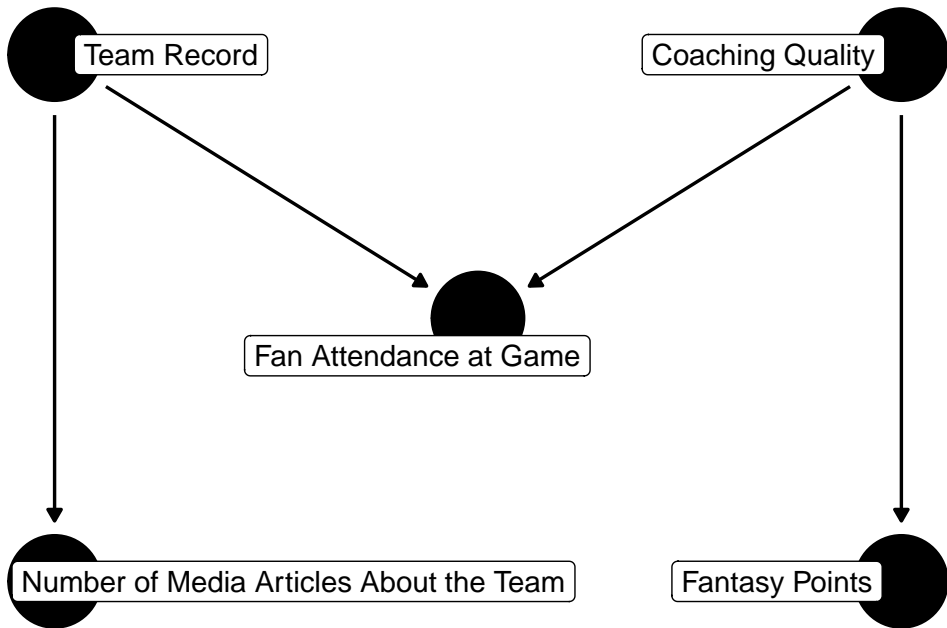 Team Record
Coaching Quality
Fan Attendance at Game
Number of Media Articles About the Team
Fantasy Points